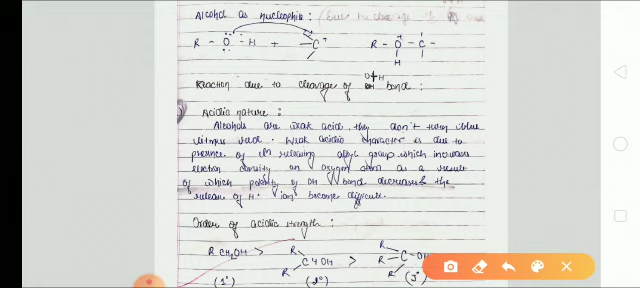 Alcohol as nucleophile :
R - O - H + - C +
R - O + - C -
H
Reaction due to cleavage of O H bond :
Acidic nature :
Alcohols are weak acid, they don't turn blue
litmus red. Weak acidic character is due to
presence of en releasing alkyl group which increases
electron density on oxygen atom as a result
of which polarity of OH bond decreases & the
release of H+ ion become difficult.
Order of acidic strength :
R CH2OH > R R CHOH > R R R C - OH
(1°) (2°) (3°)